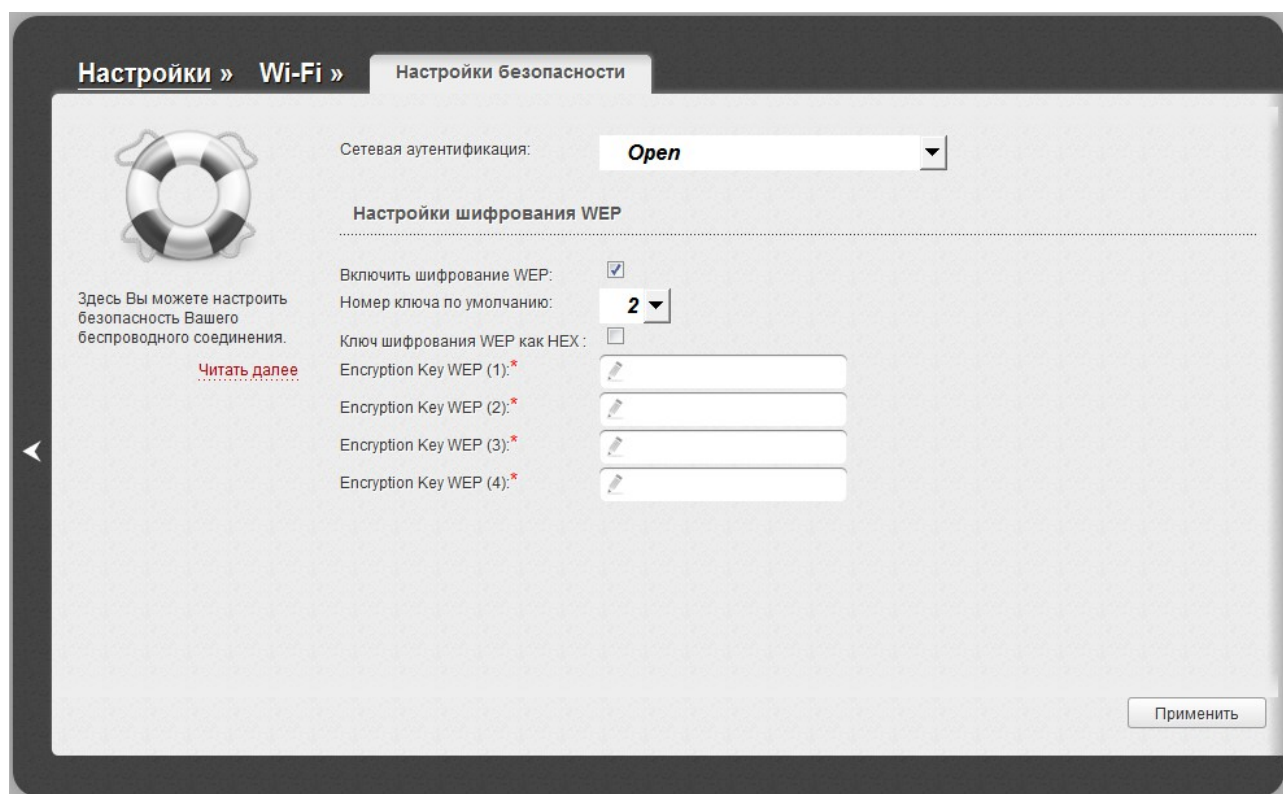 Настройки » Wi-Fi » Настройки безопасности
Здесь Вы можете настроить
безопасность Вашего
беспроводного соединения.
Читать далее
Сетевая аутентификация: Open
Настройки шифрования WEP
Включить шифрование WEP:
Номер ключа по умолчанию: 2
Ключ шифрования WEP как HEX :
Encryption Key WEP (1):*
Encryption Key WEP (2):*
Encryption Key WEP (3):*
Encryption Key WEP (4):*
Применить